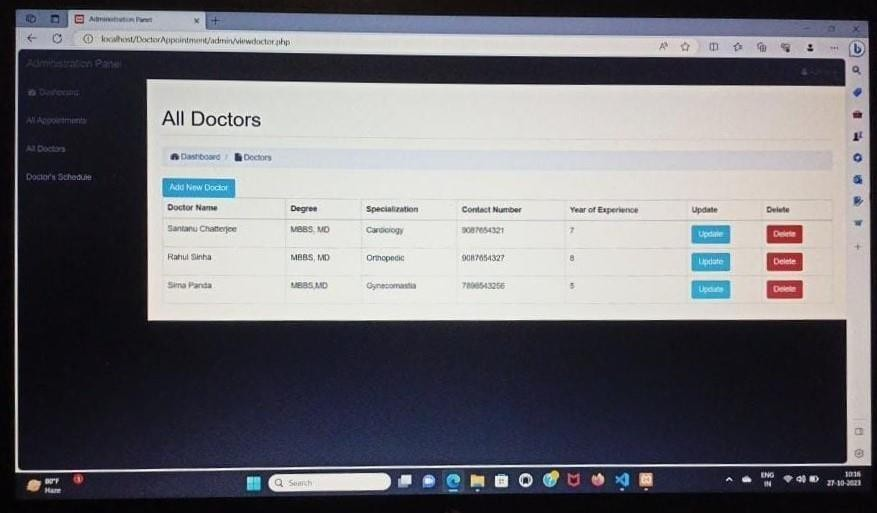 Administration Panel
localhost/DoctorAppointment/admin/viewdoctor.php
Administration Panel
Dashboard
All Appointments
All Doctors
Doctor's Schedule
All Doctors
Dashboard / Doctors
Add New Doctor
Doctor Name Degree Specialization Contact Number Year of Experience Update Delete
Santanu Chatterjee MBBS, MD Cardiology 9087654321 7 Update Delete
Rahul Sinha MBBS, MD Orthopedic 9087654327 8 Update Delete
MBBS,MD Gynecomastia 7898543256 5 Update Delete
80°F
Haze
Search
ENG
IN
10:16
27-10-2023